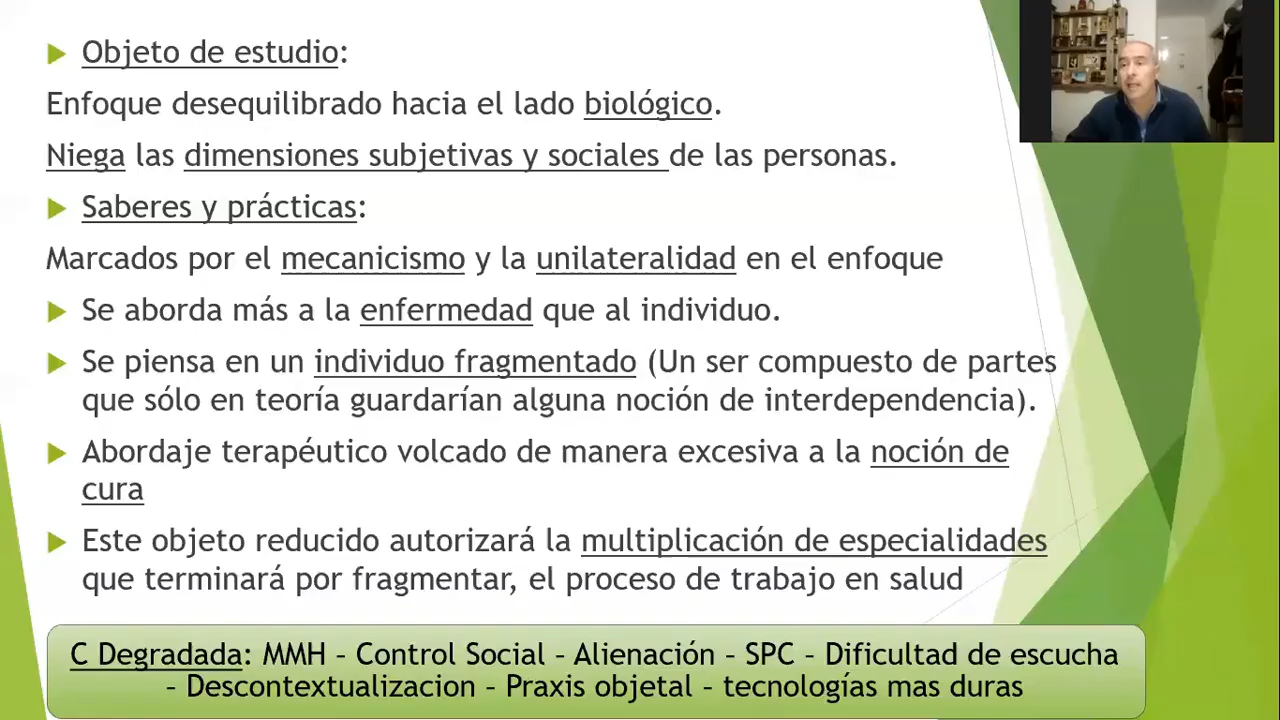 Objeto de estudio:
Enfoque desequilibrado hacia el lado biológico.
Niega las dimensiones subjetivas y sociales de las personas.
Saberes y prácticas:
Marcados por el mecanicismo y la unilateralidad en el enfoque
Se aborda más a la enfermedad que al individuo.
Se piensa en un individuo fragmentado (Un ser compuesto de partes
que sólo en teoría guardarían alguna noción de interdependencia).
Abordaje terapéutico volcado de manera excesiva a la noción de
cura
Este objeto reducido autorizará la multiplicación de especialidades
que terminará por fragmentar, el proceso de trabajo en salud
C Degradada: MMH – Control Social – Alienación – SPC – Dificultad de escucha
– Descontextualizacion – Praxis objetal – tecnologías mas duras